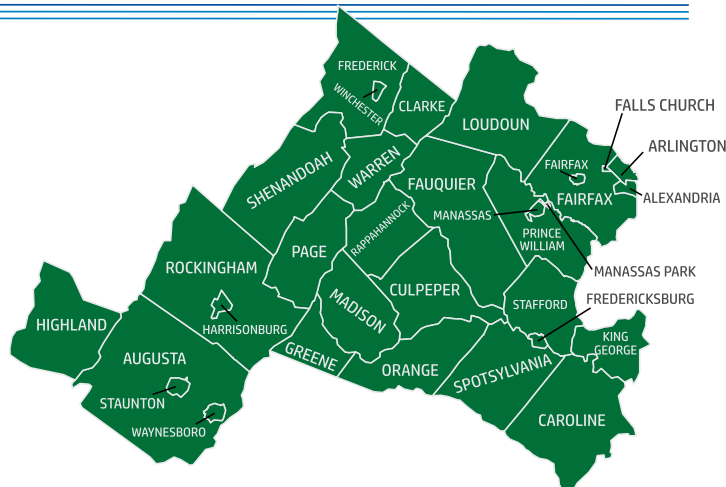 FREDERICK
WINCHESTER
CLARKE
LOUDOUN
FALLS CHURCH
ARLINGTON
FAIRFAX
FAIRFAX
ALEXANDRIA
SHENANDOAH
WARREN
FAUQUIER
MANASSAS
PRINCE
WILLIAM
MANASSAS PARK
RAPPAHANNOCK
PAGE
ROCKINGHAM
HARRISONBURG
MADISON
CULPEPER
STAFFORD
FREDERICKSBURG
HIGHLAND
AUGUSTA
STAUNTON
WAYNESBORO
GREENE
ORANGE
SPOTSYLVANIA
KING
GEORGE
CAROLINE